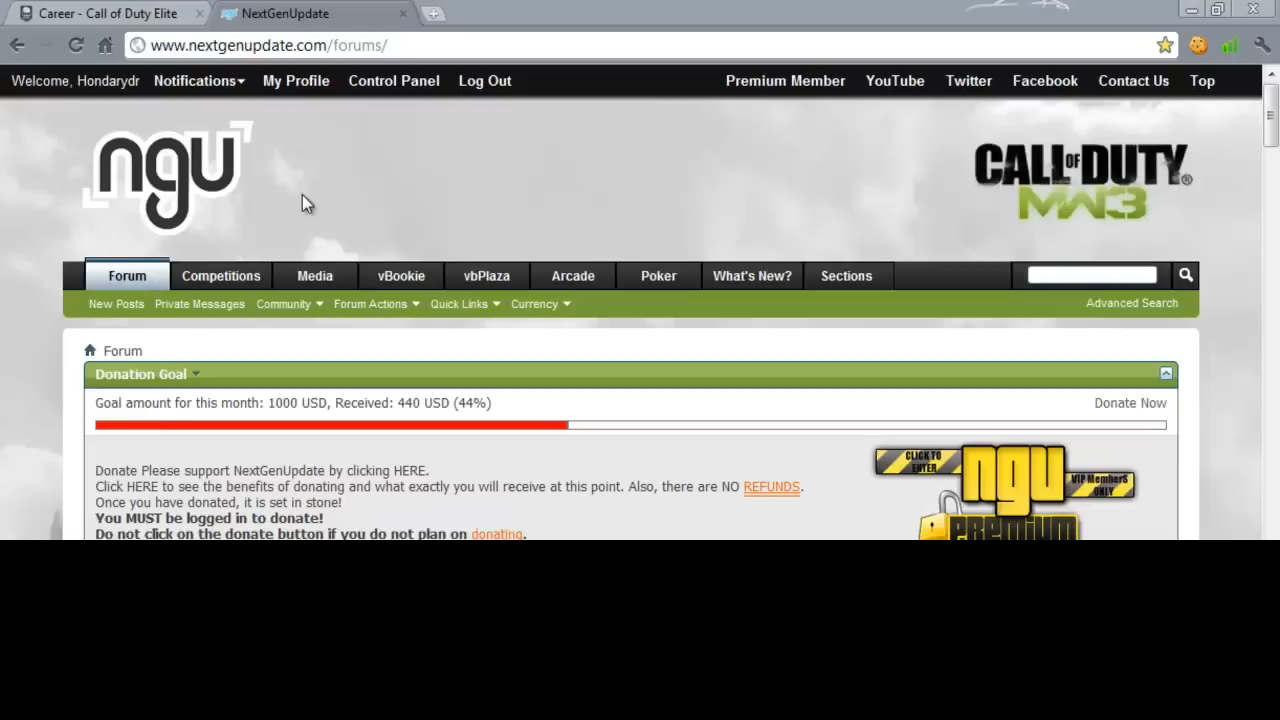 Career - Call of Duty Elite
NextGenUpdate
www.nextgenupdate.com/forums/
Welcome, Hondarydr Notifications My Profile Control Panel Log Out Premium Member YouTube Twitter Facebook Contact Us Top
ngu
CALL OF DUTY®
MW3
Forum Competitions Media vBookie vbPlaza Arcade Poker What's New? Sections
New Posts Private Messages Community Forum Actions Quick Links Currency Advanced Search
Forum
Donation Goal
Goal amount for this month: 1000 USD, Received: 440 USD (44%) Donate Now
Donate Please support NextGenUpdate by clicking HERE.
Click HERE to see the benefits of donating and what exactly you will receive at this point. Also, there are NO REFUNDS.
Once you have donated, it is set in stone!
You MUST be logged in to donate!
Do not click on the donate button if you do not plan on donating.
CLICK TO
ENTER
ngu
VIP MemberS
ONLY
PREMIUM